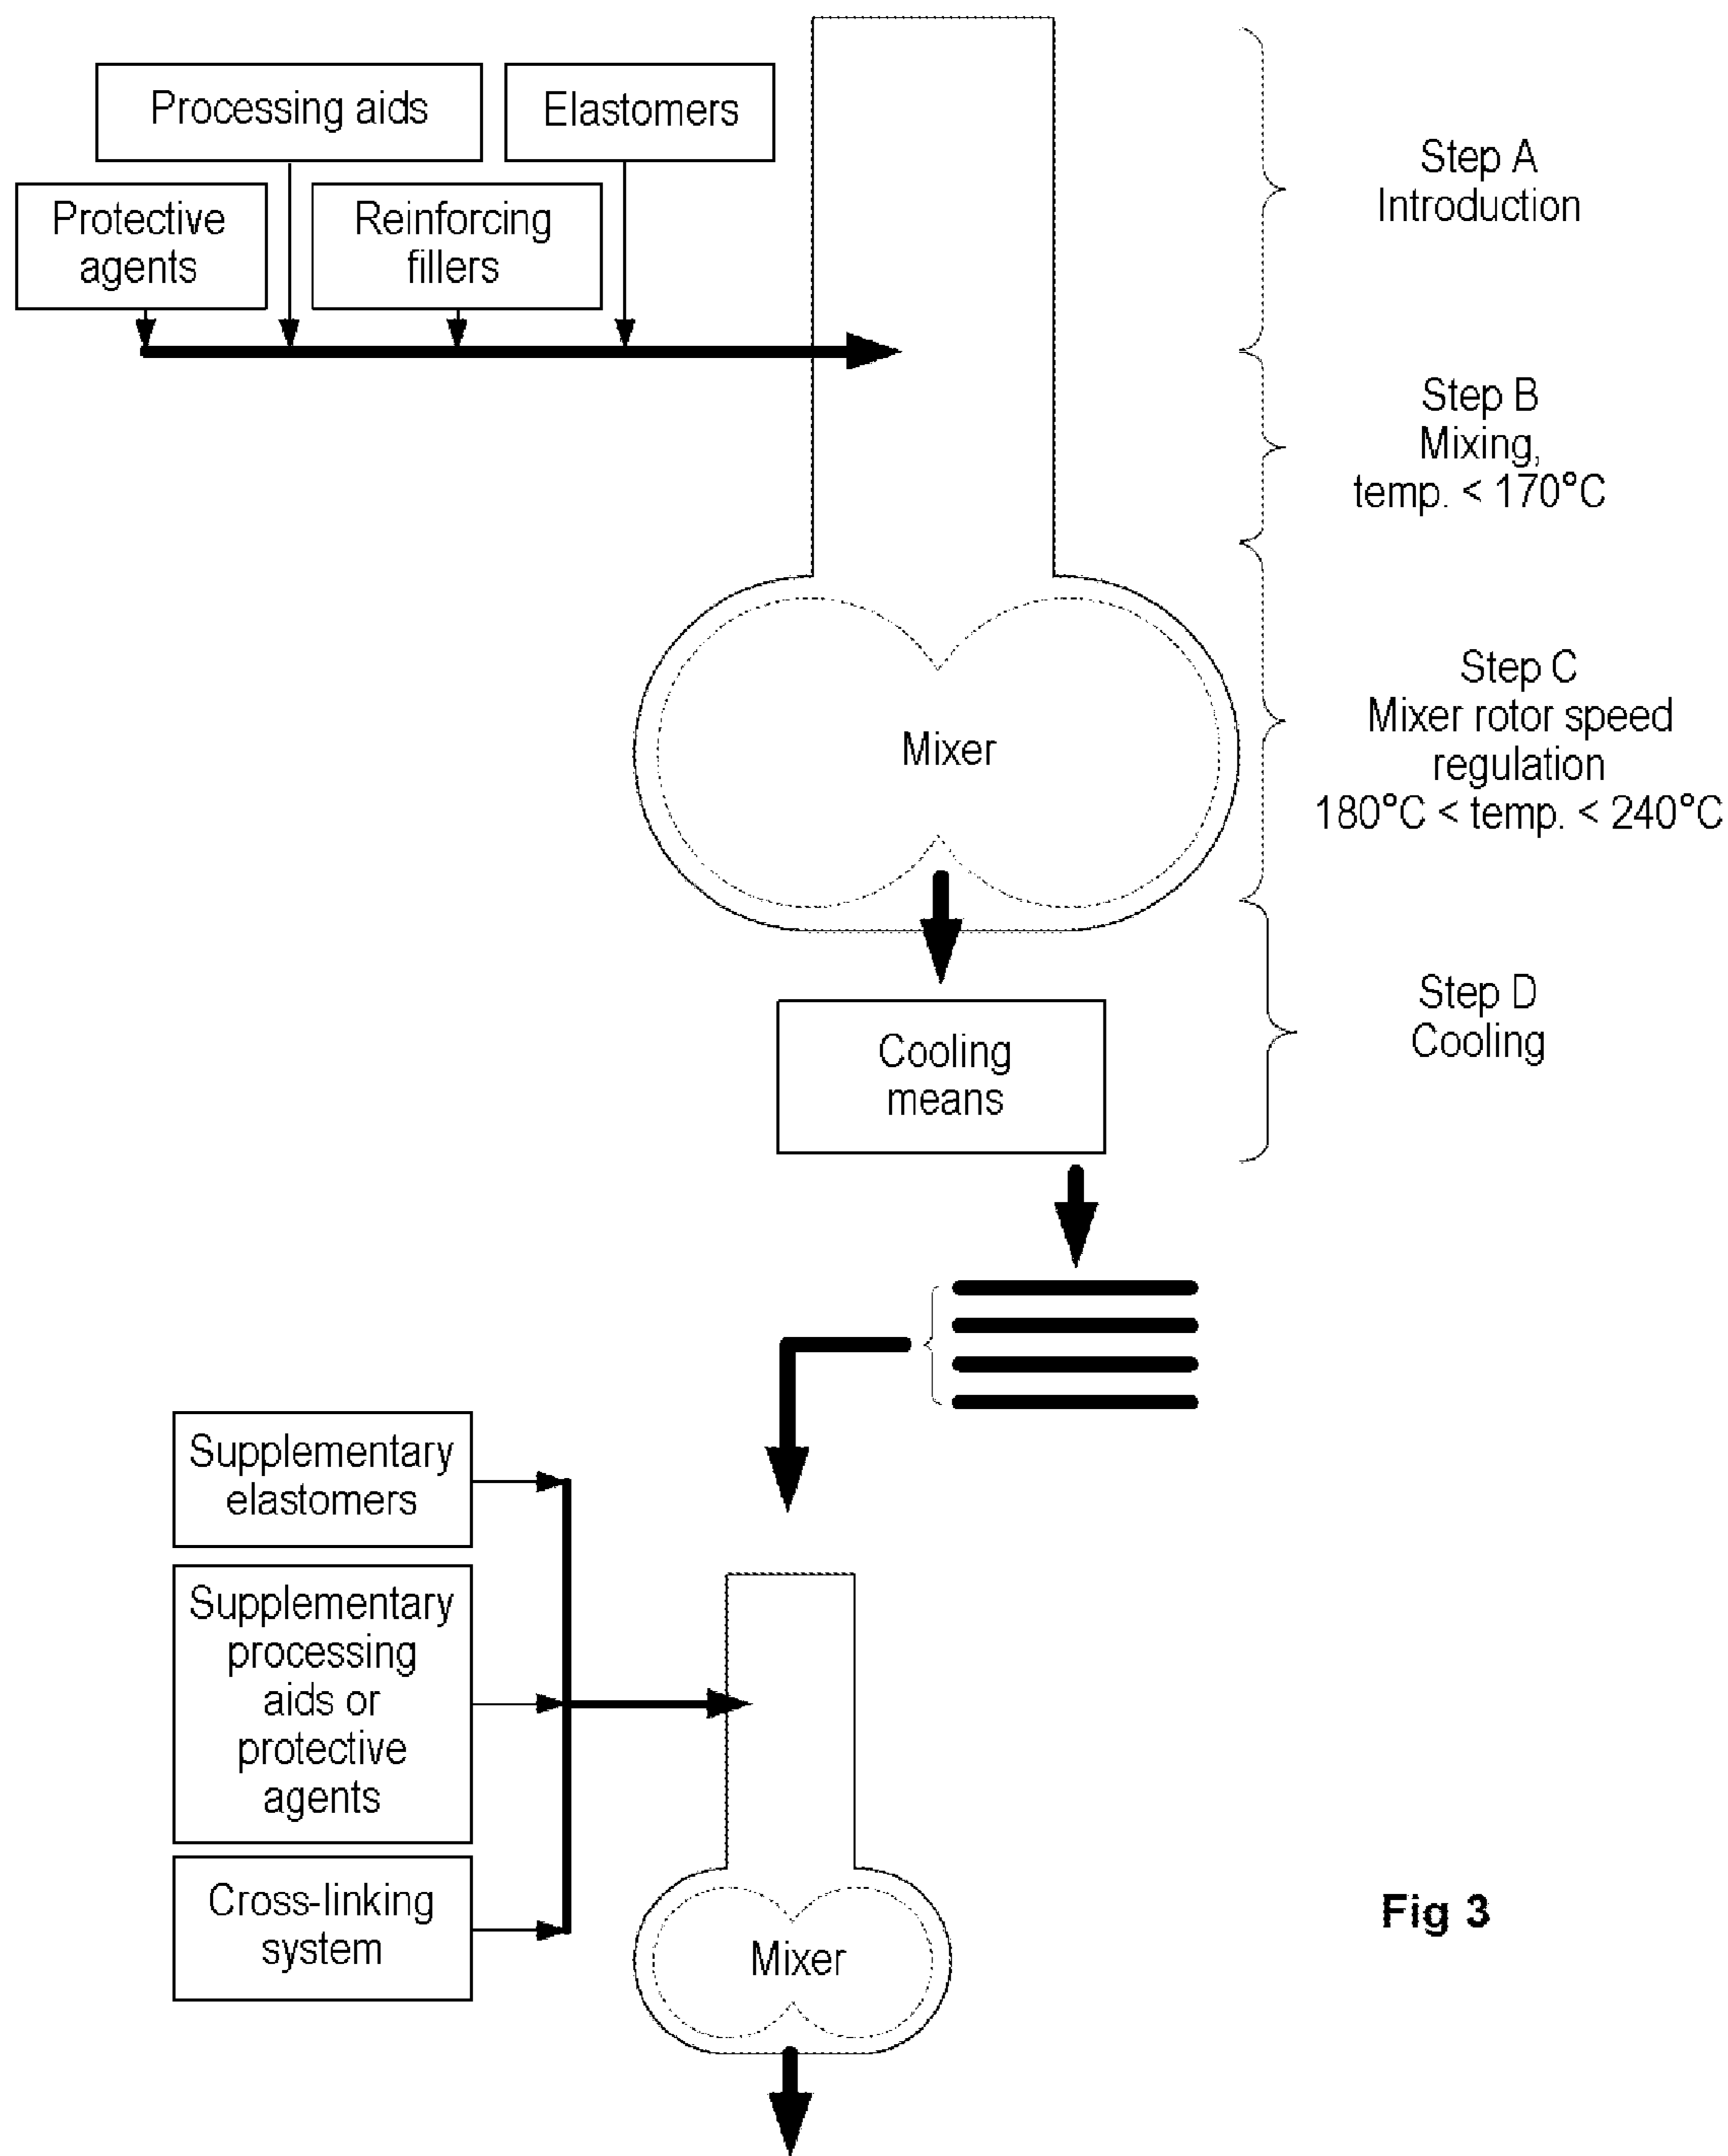 Processing aids
Elastomers
Protective
agents
Reinforcing
fillers
Step A
Introduction
Step B
Mixing,
temp. < 170°C
Step C
Mixer rotor speed
regulation
180°C < temp. < 240°C
Mixer
Step D
Cooling
Cooling
means
Supplementary
elastomers
Supplementary
processing
aids or
protective
agents
Cross-linking
system
Mixer
Fig 3